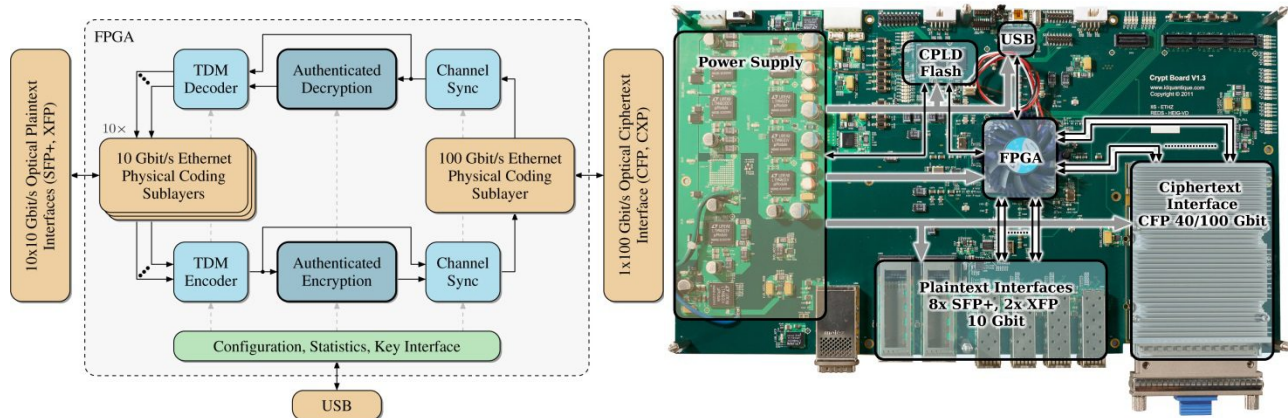 FPGA
10x10 Gbit/s Optical Plaintext
Interfaces (SFP+, XFP)
TDM
Decoder
Authenticated
Decryption
Channel
Sync
10×
10 Gbit/s Ethernet
Physical Coding
Sublayers
100 Gbit/s Ethernet
Physical Coding
Sublayer
1x100 Gbit/s Optical Ciphertext
Interface (CFP, CXP)
TDM
Encoder
Authenticated
Encryption
Channel
Sync
Configuration, Statistics, Key Interface
USB
Power Supply
CPLD
Flash
USB
Crypt Board V1.3
www.idquantique.com
Copyright © 2011
REDS - HEIG-VD
FPGA
Ciphertext
Interface
CFP 40/100 Gbit
Plaintext Interfaces
8x SFP+, 2x XFP
10 Gbit